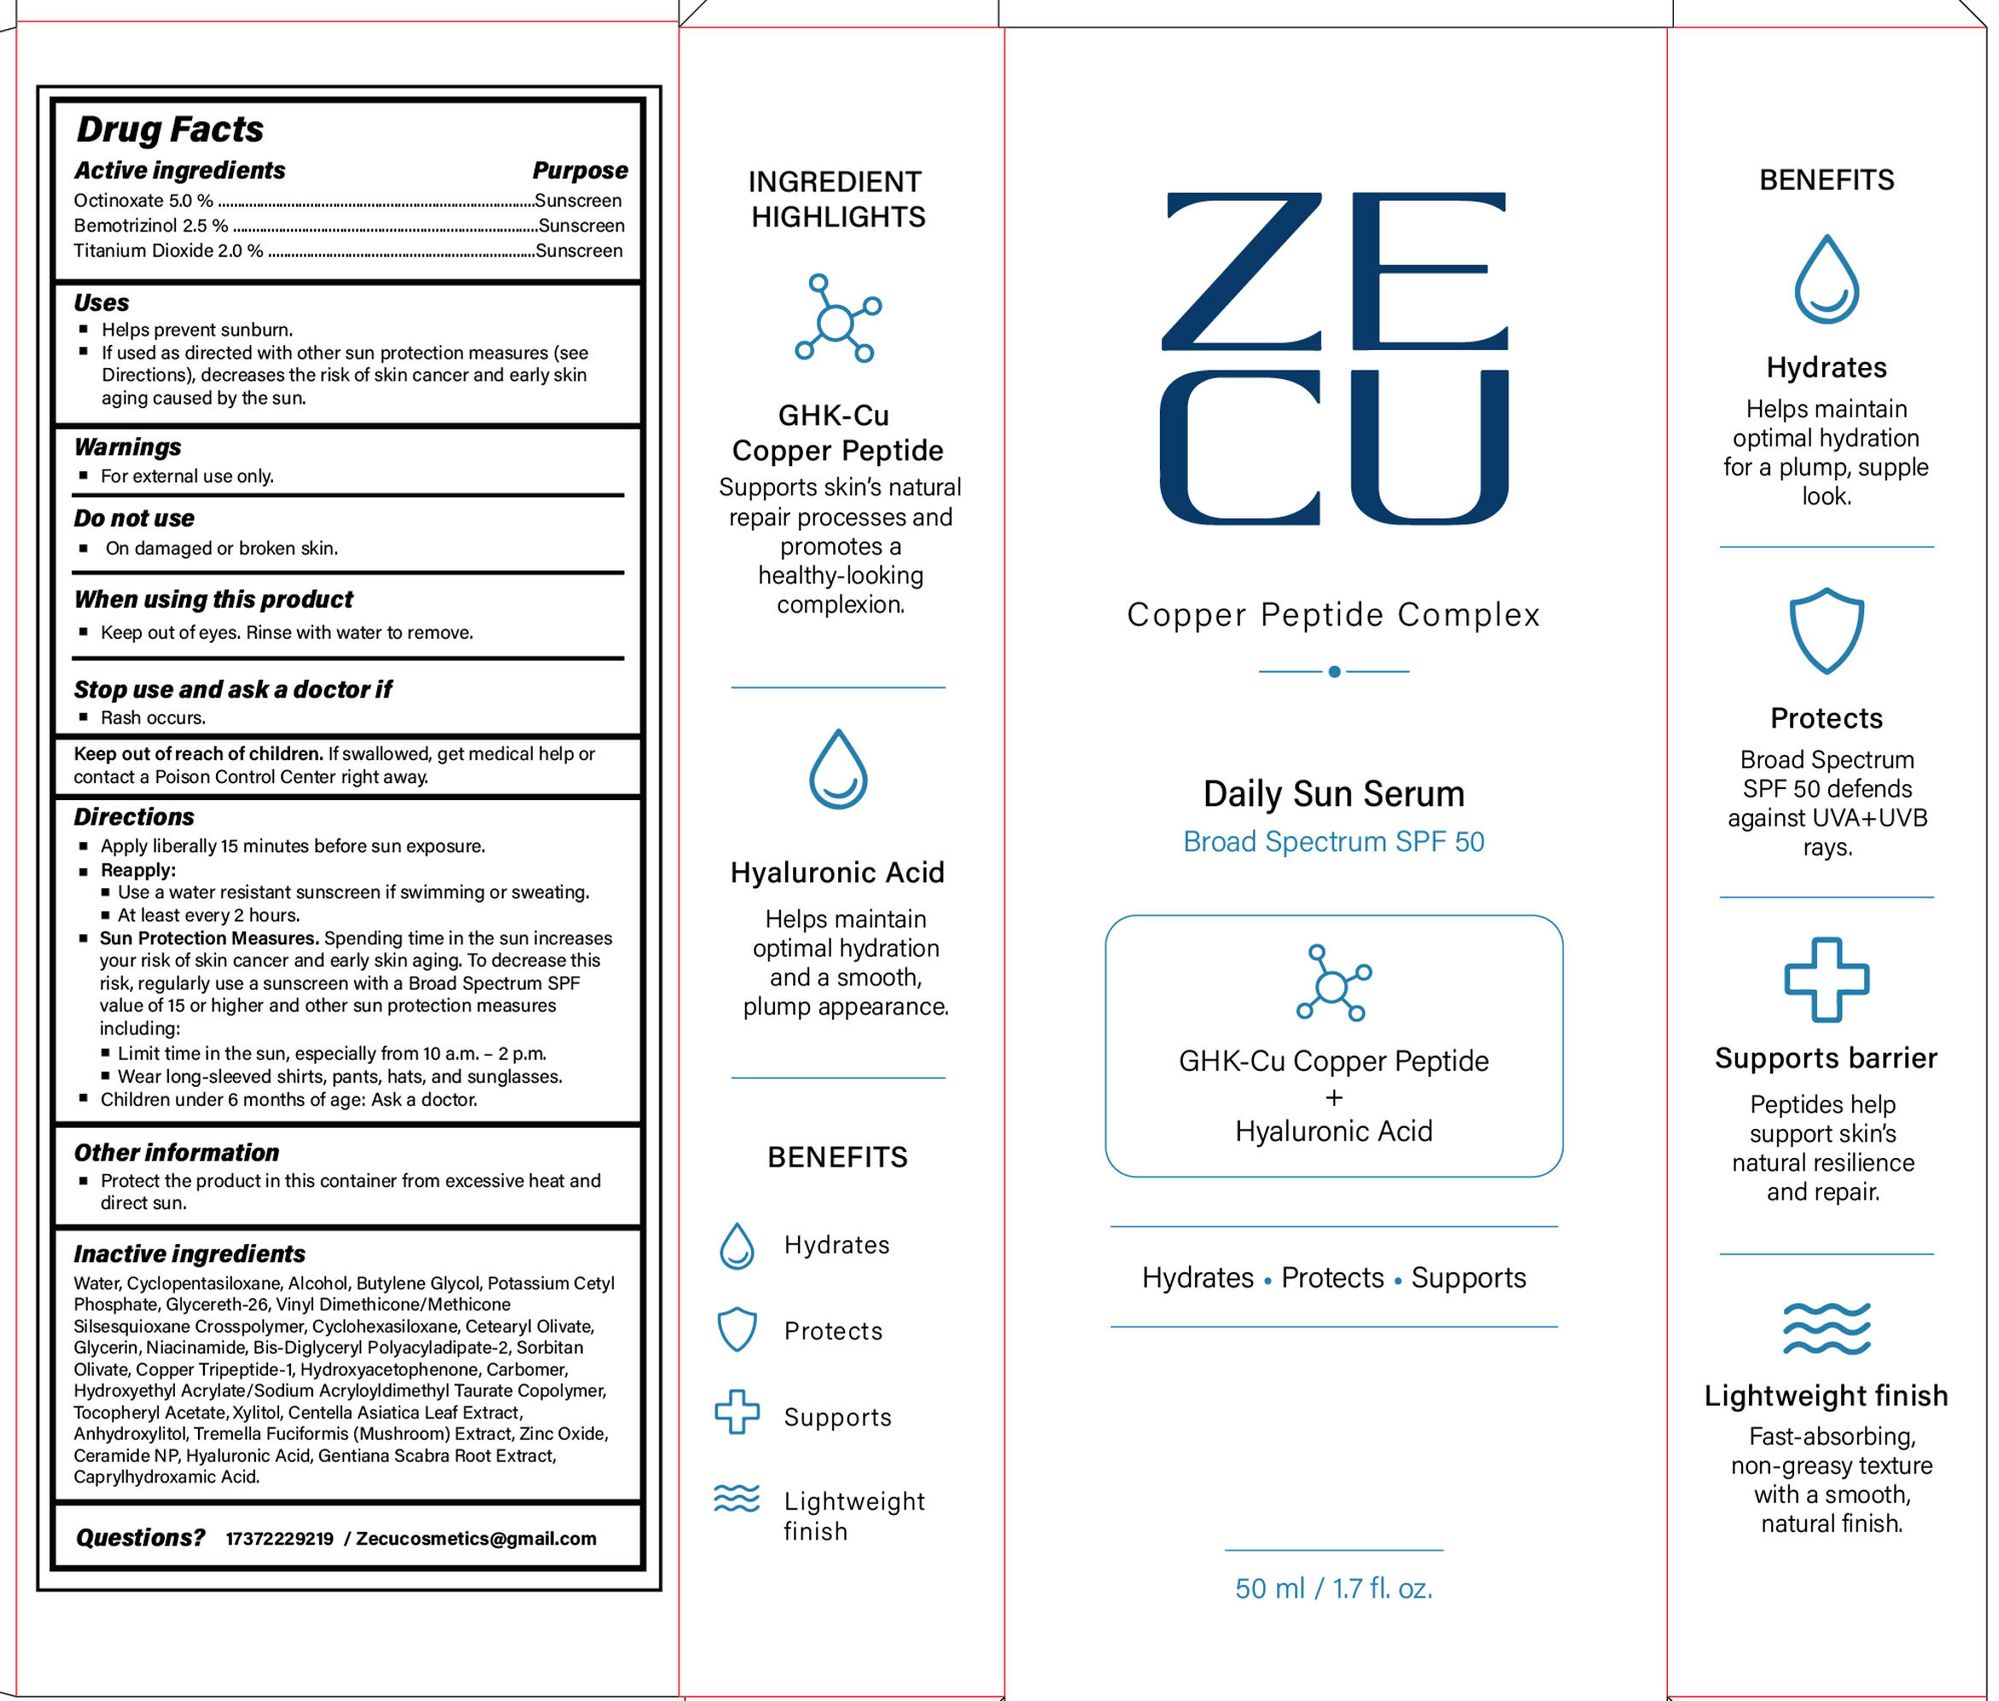 Drug Facts
Active ingredients Purpose
Octinoxate 5.0 % ........Sunscreen
Bemotrizinol 2.5 % ........Sunscreen
Titanium Dioxide 2.0 % ........Sunscreen
Uses
■ Helps prevent sunburn.
■ If used as directed with other sun protection measures (see
Directions), decreases the risk of skin cancer and early skin
aging caused by the sun.
Warnings
■ For external use only.
Do not use
■ On damaged or broken skin.
When using this product
■ Keep out of eyes. Rinse with water to remove.
Stop use and ask a doctor if
■ Rash occurs.
Keep out of reach of children. If swallowed, get medical help or
contact a Poison Control Center right away.
Directions
■ Apply liberally 15 minutes before sun exposure.
■ Reapply:
■ Use a water resistant sunscreen if swimming or sweating.
■ At least every 2 hours.
■ Sun Protection Measures. Spending time in the sun increases
your risk of skin cancer and early skin aging. To decrease this
risk, regularly use a sunscreen with a Broad Spectrum SPF
value of 15 or higher and other sun protection measures
including:
■ Limit time in the sun, especially from 10 a.m. – 2 p.m.
■ Wear long-sleeved shirts, pants, hats, and sunglasses.
■ Children under 6 months of age: Ask a doctor.
Other information
■ Protect the product in this container from excessive heat and
direct sun.
Inactive ingredients
Water, Cyclopentasiloxane, Alcohol, Butylene Glycol, Potassium Cetyl
Phosphate, Glycereth-26, Vinyl Dimethicone/Methicone
Silsesquioxane Crosspolymer, Cyclohexasiloxane, Cetearyl Olivate,
Glycerin, Niacinamide, Bis-Diglyceryl Polyacyladipate-2, Sorbitan
Olivate, Copper Tripeptide-1, Hydroxyacetophenone, Carbomer,
Hydroxyethyl Acrylate/Sodium Acryloyldimethyl Taurate Copolymer,
Tocopheryl Acetate, Xylitol, Centella Asiatica Leaf Extract,
Anhydroxylitol, Tremella Fuciformis (Mushroom) Extract, Zinc Oxide,
Ceramide NP, Hyaluronic Acid, Gentiana Scabra Root Extract,
Caprylhydroxamic Acid.
Questions? 17372229219 / Zecucosmetics@gmail.com
INGREDIENT
HIGHLIGHTS
GHK-Cu
Copper Peptide
Supports skin's natural
repair processes and
promotes a
healthy-looking
complexion.
Hyaluronic Acid
Helps maintain
optimal hydration
and a smooth,
plump appearance.
BENEFITS
Hydrates
Protects
Supports
Lightweight
finish
ZE
CU
Copper Peptide Complex
Daily Sun Serum
Broad Spectrum SPF 50
GHK-Cu Copper Peptide
+
Hyaluronic Acid
Hydrates • Protects • Supports
50 ml / 1.7 fl. oz.
BENEFITS
Hydrates
Helps maintain
optimal hydration
for a plump, supple
look.
Protects
Broad Spectrum
SPF 50 defends
against UVA+UVB
rays.
Supports barrier
Peptides help
support skin's
natural resilience
and repair.
Lightweight finish
Fast-absorbing,
non-greasy texture
with a smooth,
natural finish.